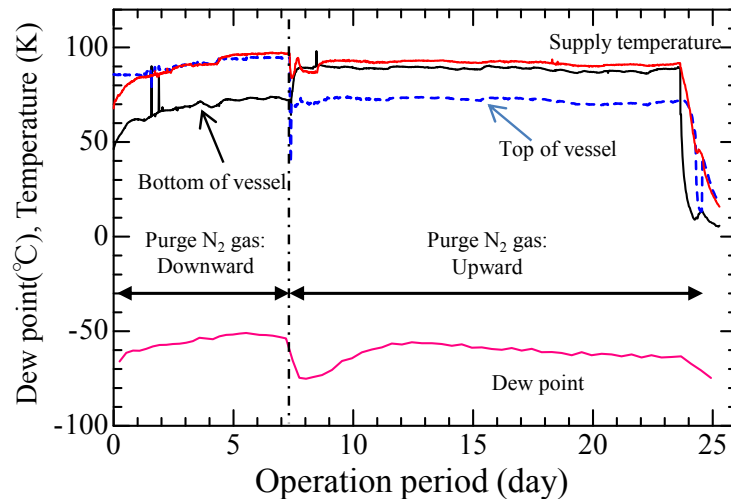 Dew point(℃), Temperature (K)
100
50
0
-50
-100
Supply temperature
Bottom of vessel
Top of vessel
Purge N₂ gas:
Downward
Purge N₂ gas:
Upward
Dew point
0 5 10 15 20 25
Operation period (day)